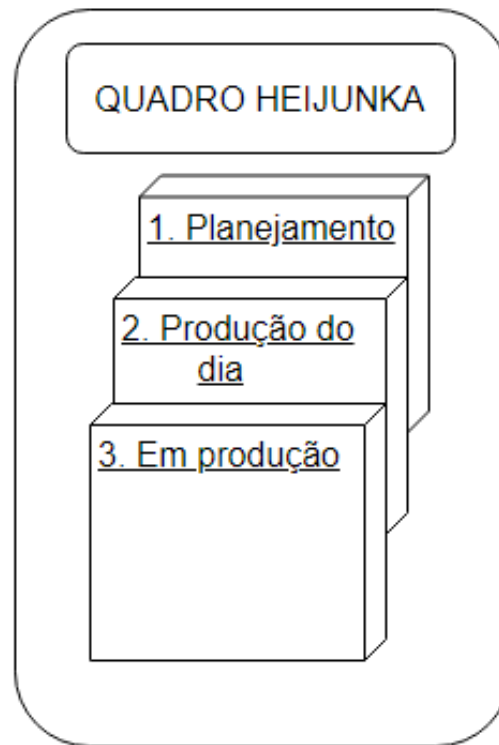 QUADRO HEIJUNKA
1. Planejamento
2. Produção do
dia
3. Em produção